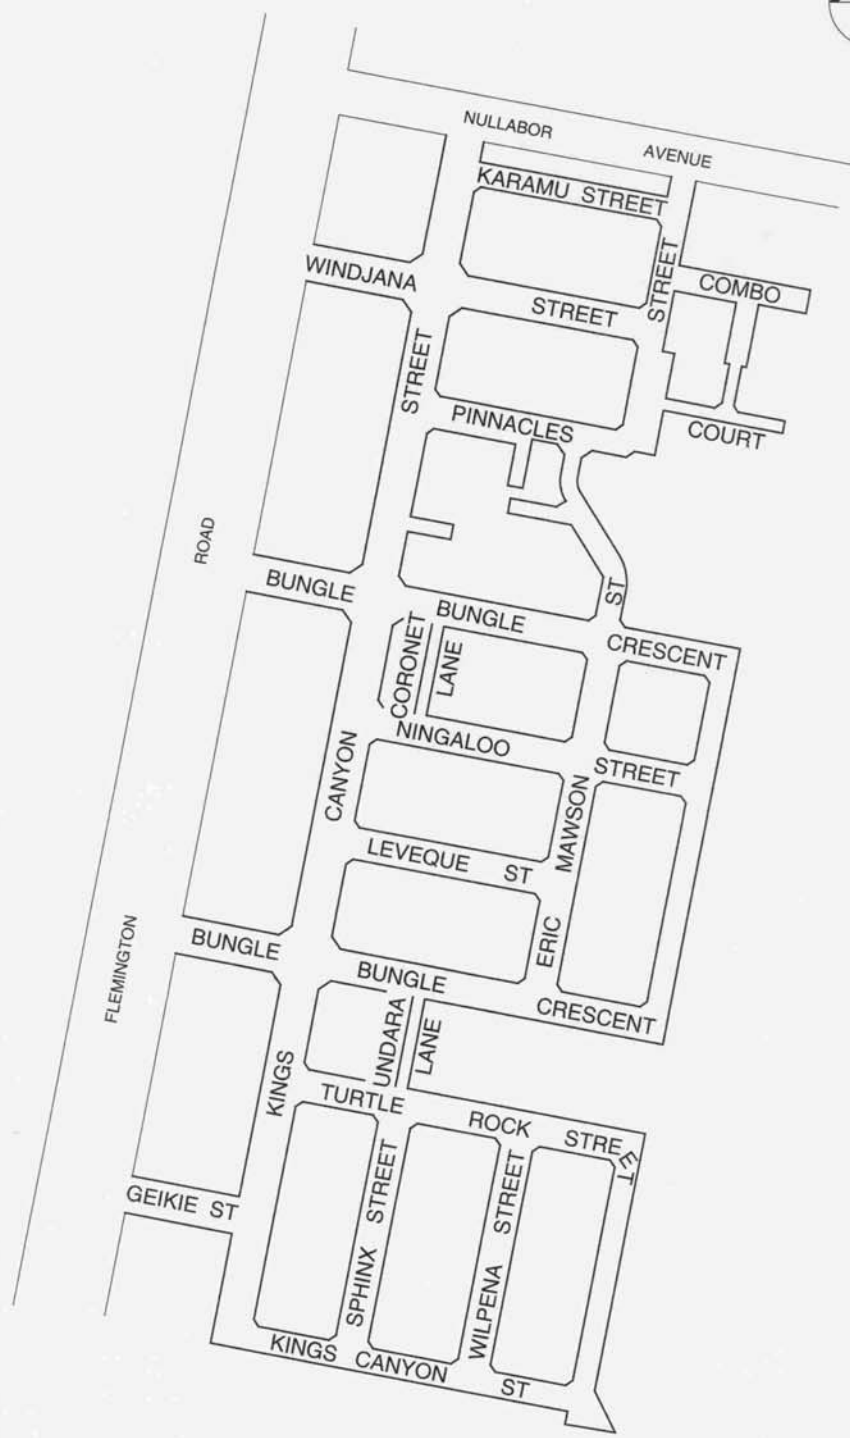 NULLABOR AVENUE
KARAMU STREET
WINDJANA STREET
STREET
COMBO COURT
STREET
PINNACLES
ROAD
BUNGLE
BUNGLE CRESCENT
ST
CORONET LANE
NINGALOO STREET
CANYON
MAWSON
LEVEQUE ST
ERIC
FLEMINGTON
BUNGLE
BUNGLE CRESCENT
UNDARA LANE
KINGS
TURTLE ROCK STREET
SPHINX STREET
WILPENA STREET
GEIKIE ST
KINGS CANYON ST